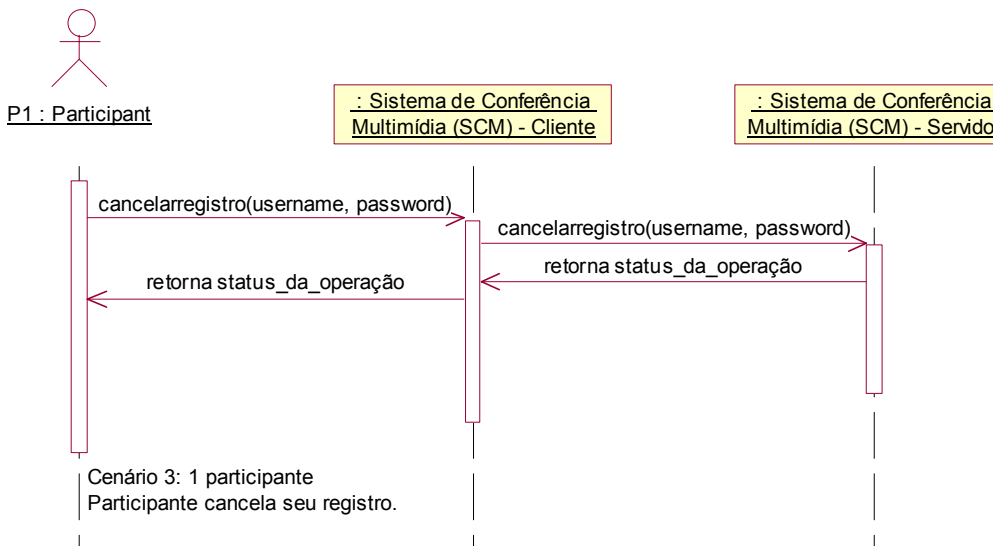 P1 : Participant
: Sistema de Conferência
Multimídia (SCM) - Cliente
: Sistema de Conferência
Multimídia (SCM) - Servido
cancelarregistro(username, password)
cancelarregistro(username, password)
retorna status_da_operação
retorna status_da_operação
Cenário 3: 1 participante
Participante cancela seu registro.